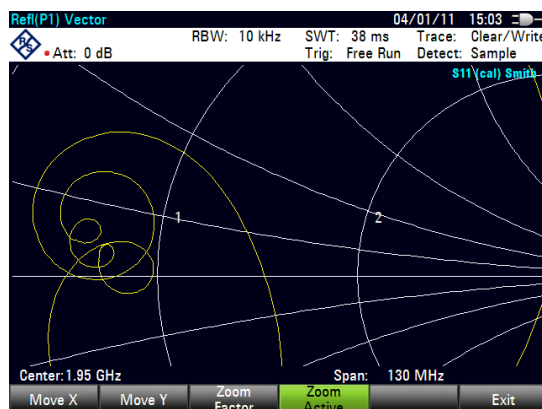 Refl(P1) Vector 04/01/11 15:03
RBW: 10 kHz SWT: 38 ms Trace: Clear/Write
Att: 0 dB Trig: Free Run Detect: Sample
S11 (cal) Smith
1
2
Center: 1.95 GHz Span: 130 MHz
Move X Move Y Zoom Factor Zoom Active Exit